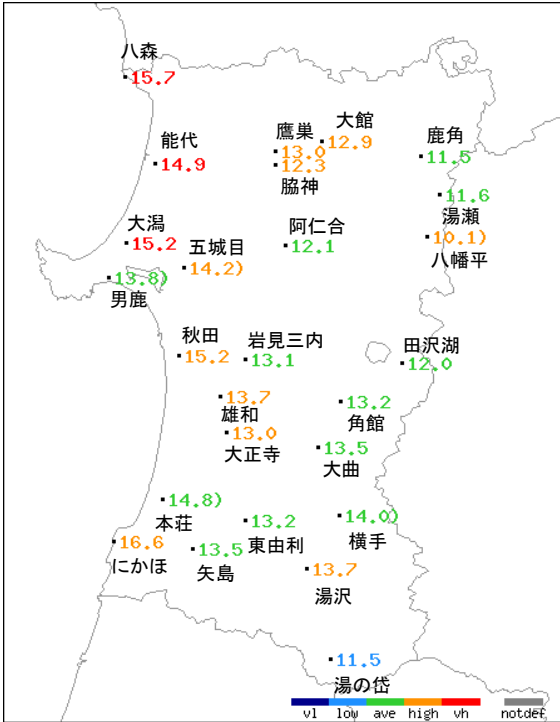 八森
15.7
大館
鷹巣
12.9
13.0
鹿角
能代
11.5
14.9
12.3
脇神
11.6
湯瀬
大潟
阿仁合
10.1)
15.2
五城目
12.1
八幡平
14.2)
13.8)
男鹿
秋田
岩見三内
田沢湖
15.2
13.1
12.0
13.7
13.2
雄和
角館
13.0
大正寺
13.5
大曲
14.8)
本荘
13.2
14.0)
東由利
横手
16.6
にかほ
13.5
矢島
13.7
湯沢
11.5
湯の岱
vl low ave high vh notdef